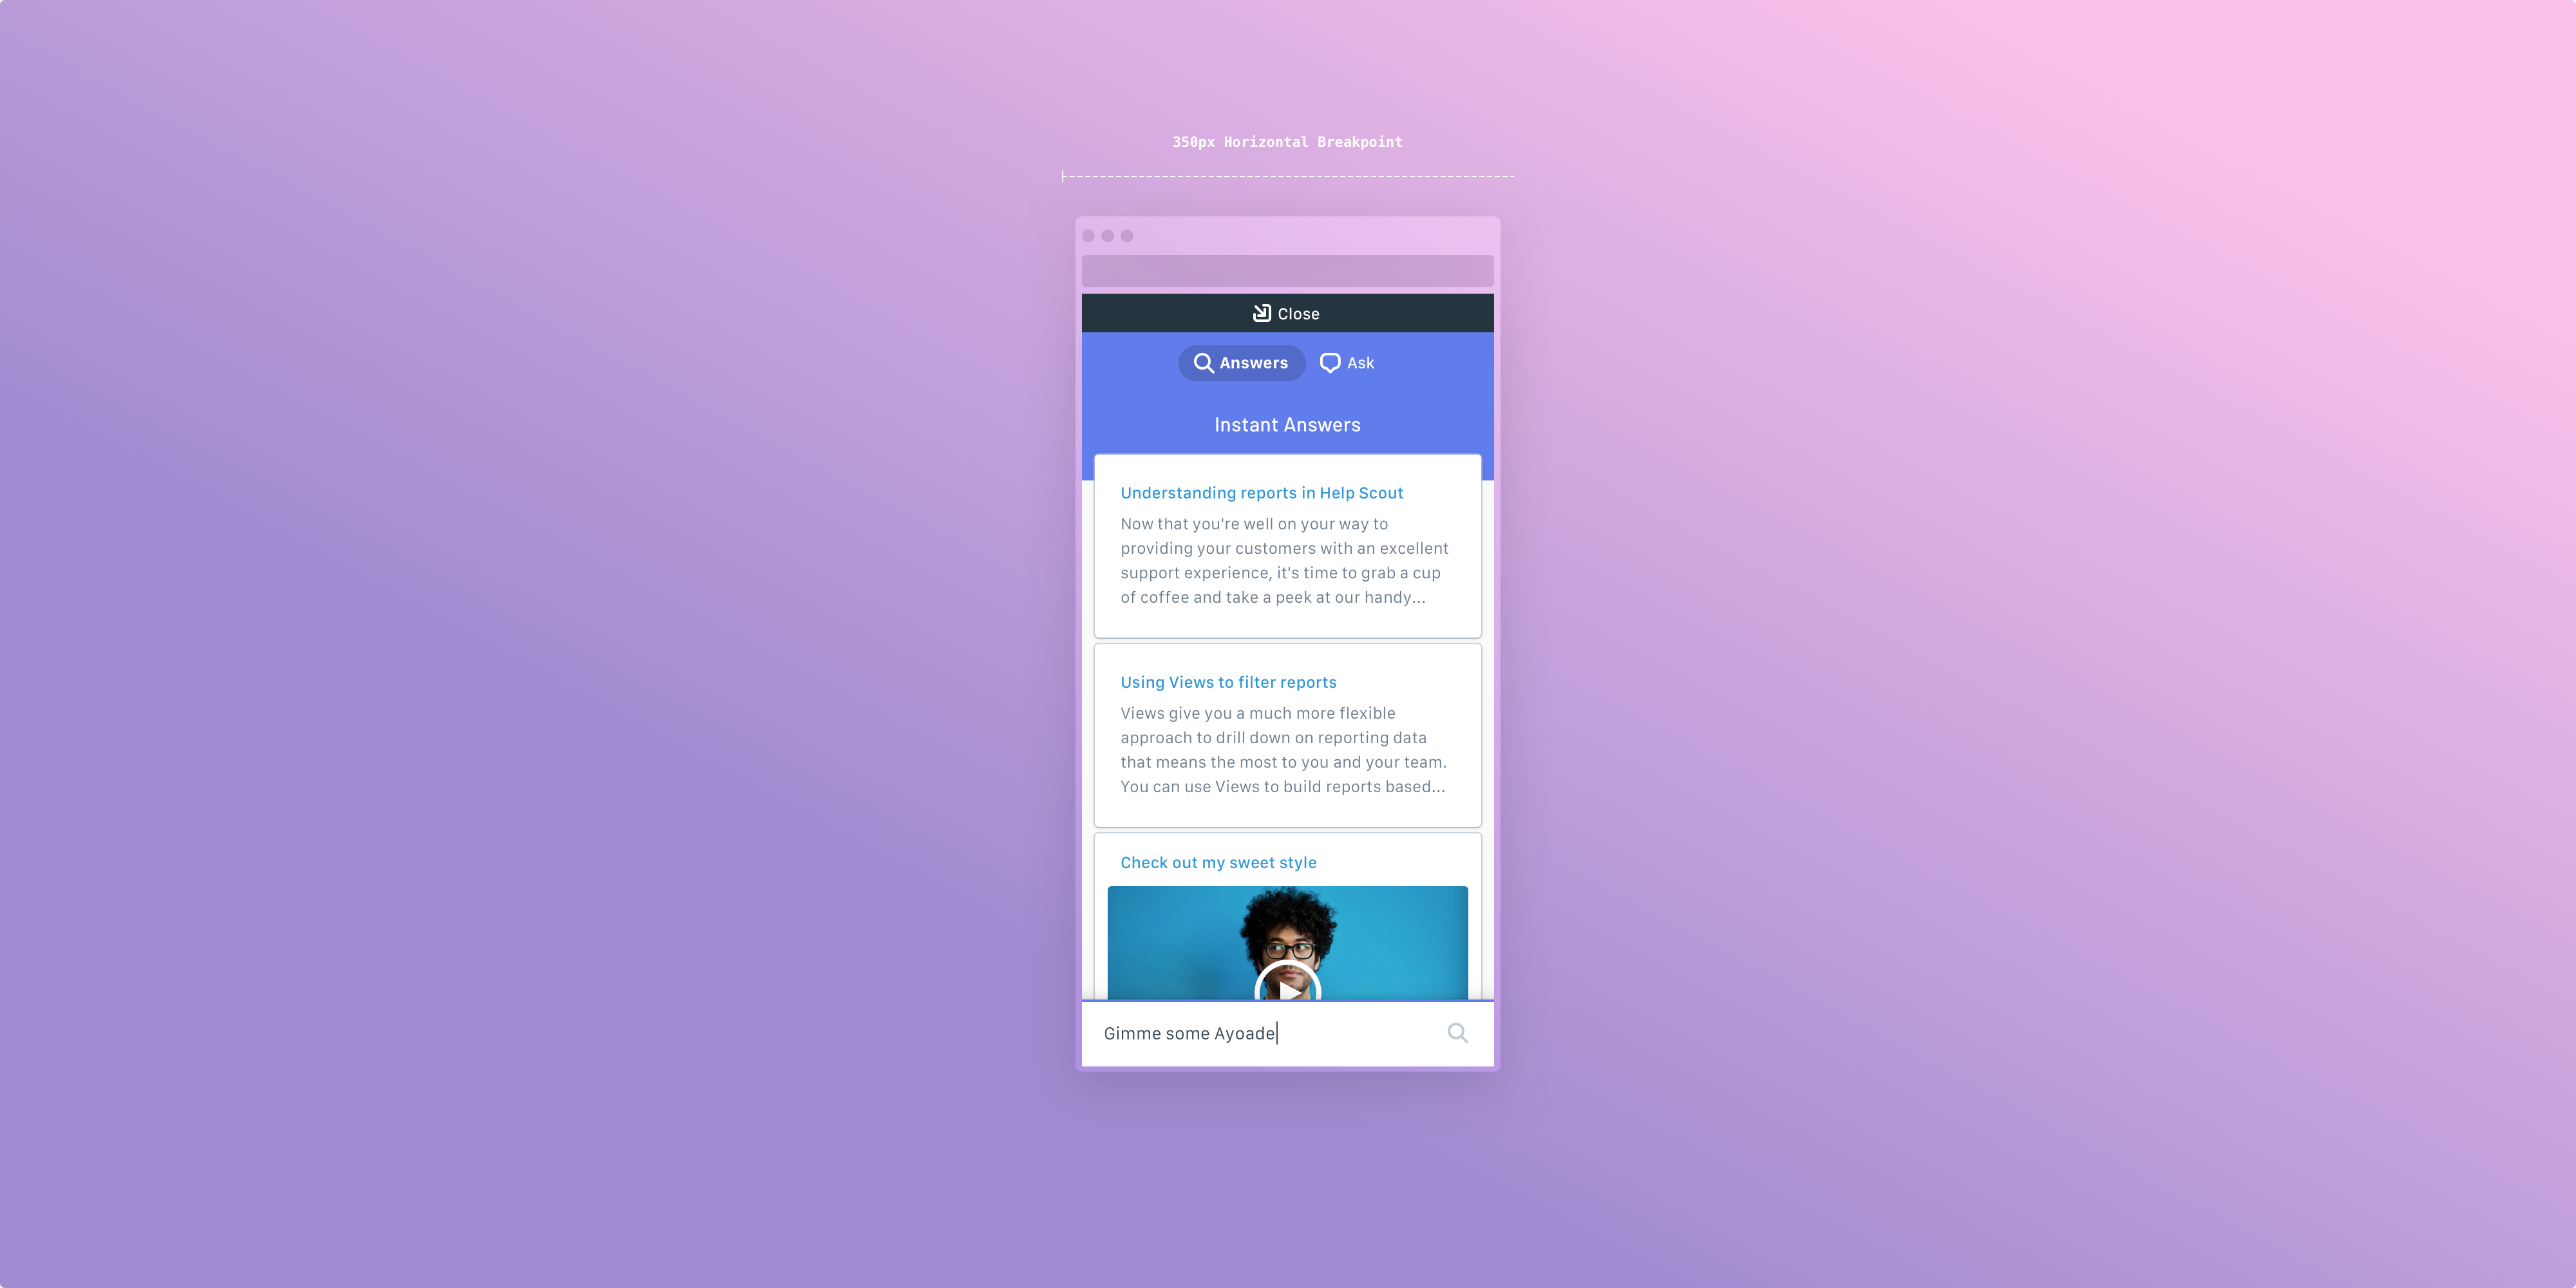 350px Horizontal Breakpoint
Close
Answers
Ask
Instant Answers
Understanding reports in Help Scout
Now that you're well on your way to
providing your customers with an excellent
support experience, it's time to grab a cup
of coffee and take a peek at our handy...
Using Views to filter reports
Views give you a much more flexible
approach to drill down on reporting data
that means the most to you and your team.
You can use Views to build reports based...
Check out my sweet style
Gimme some Ayoade